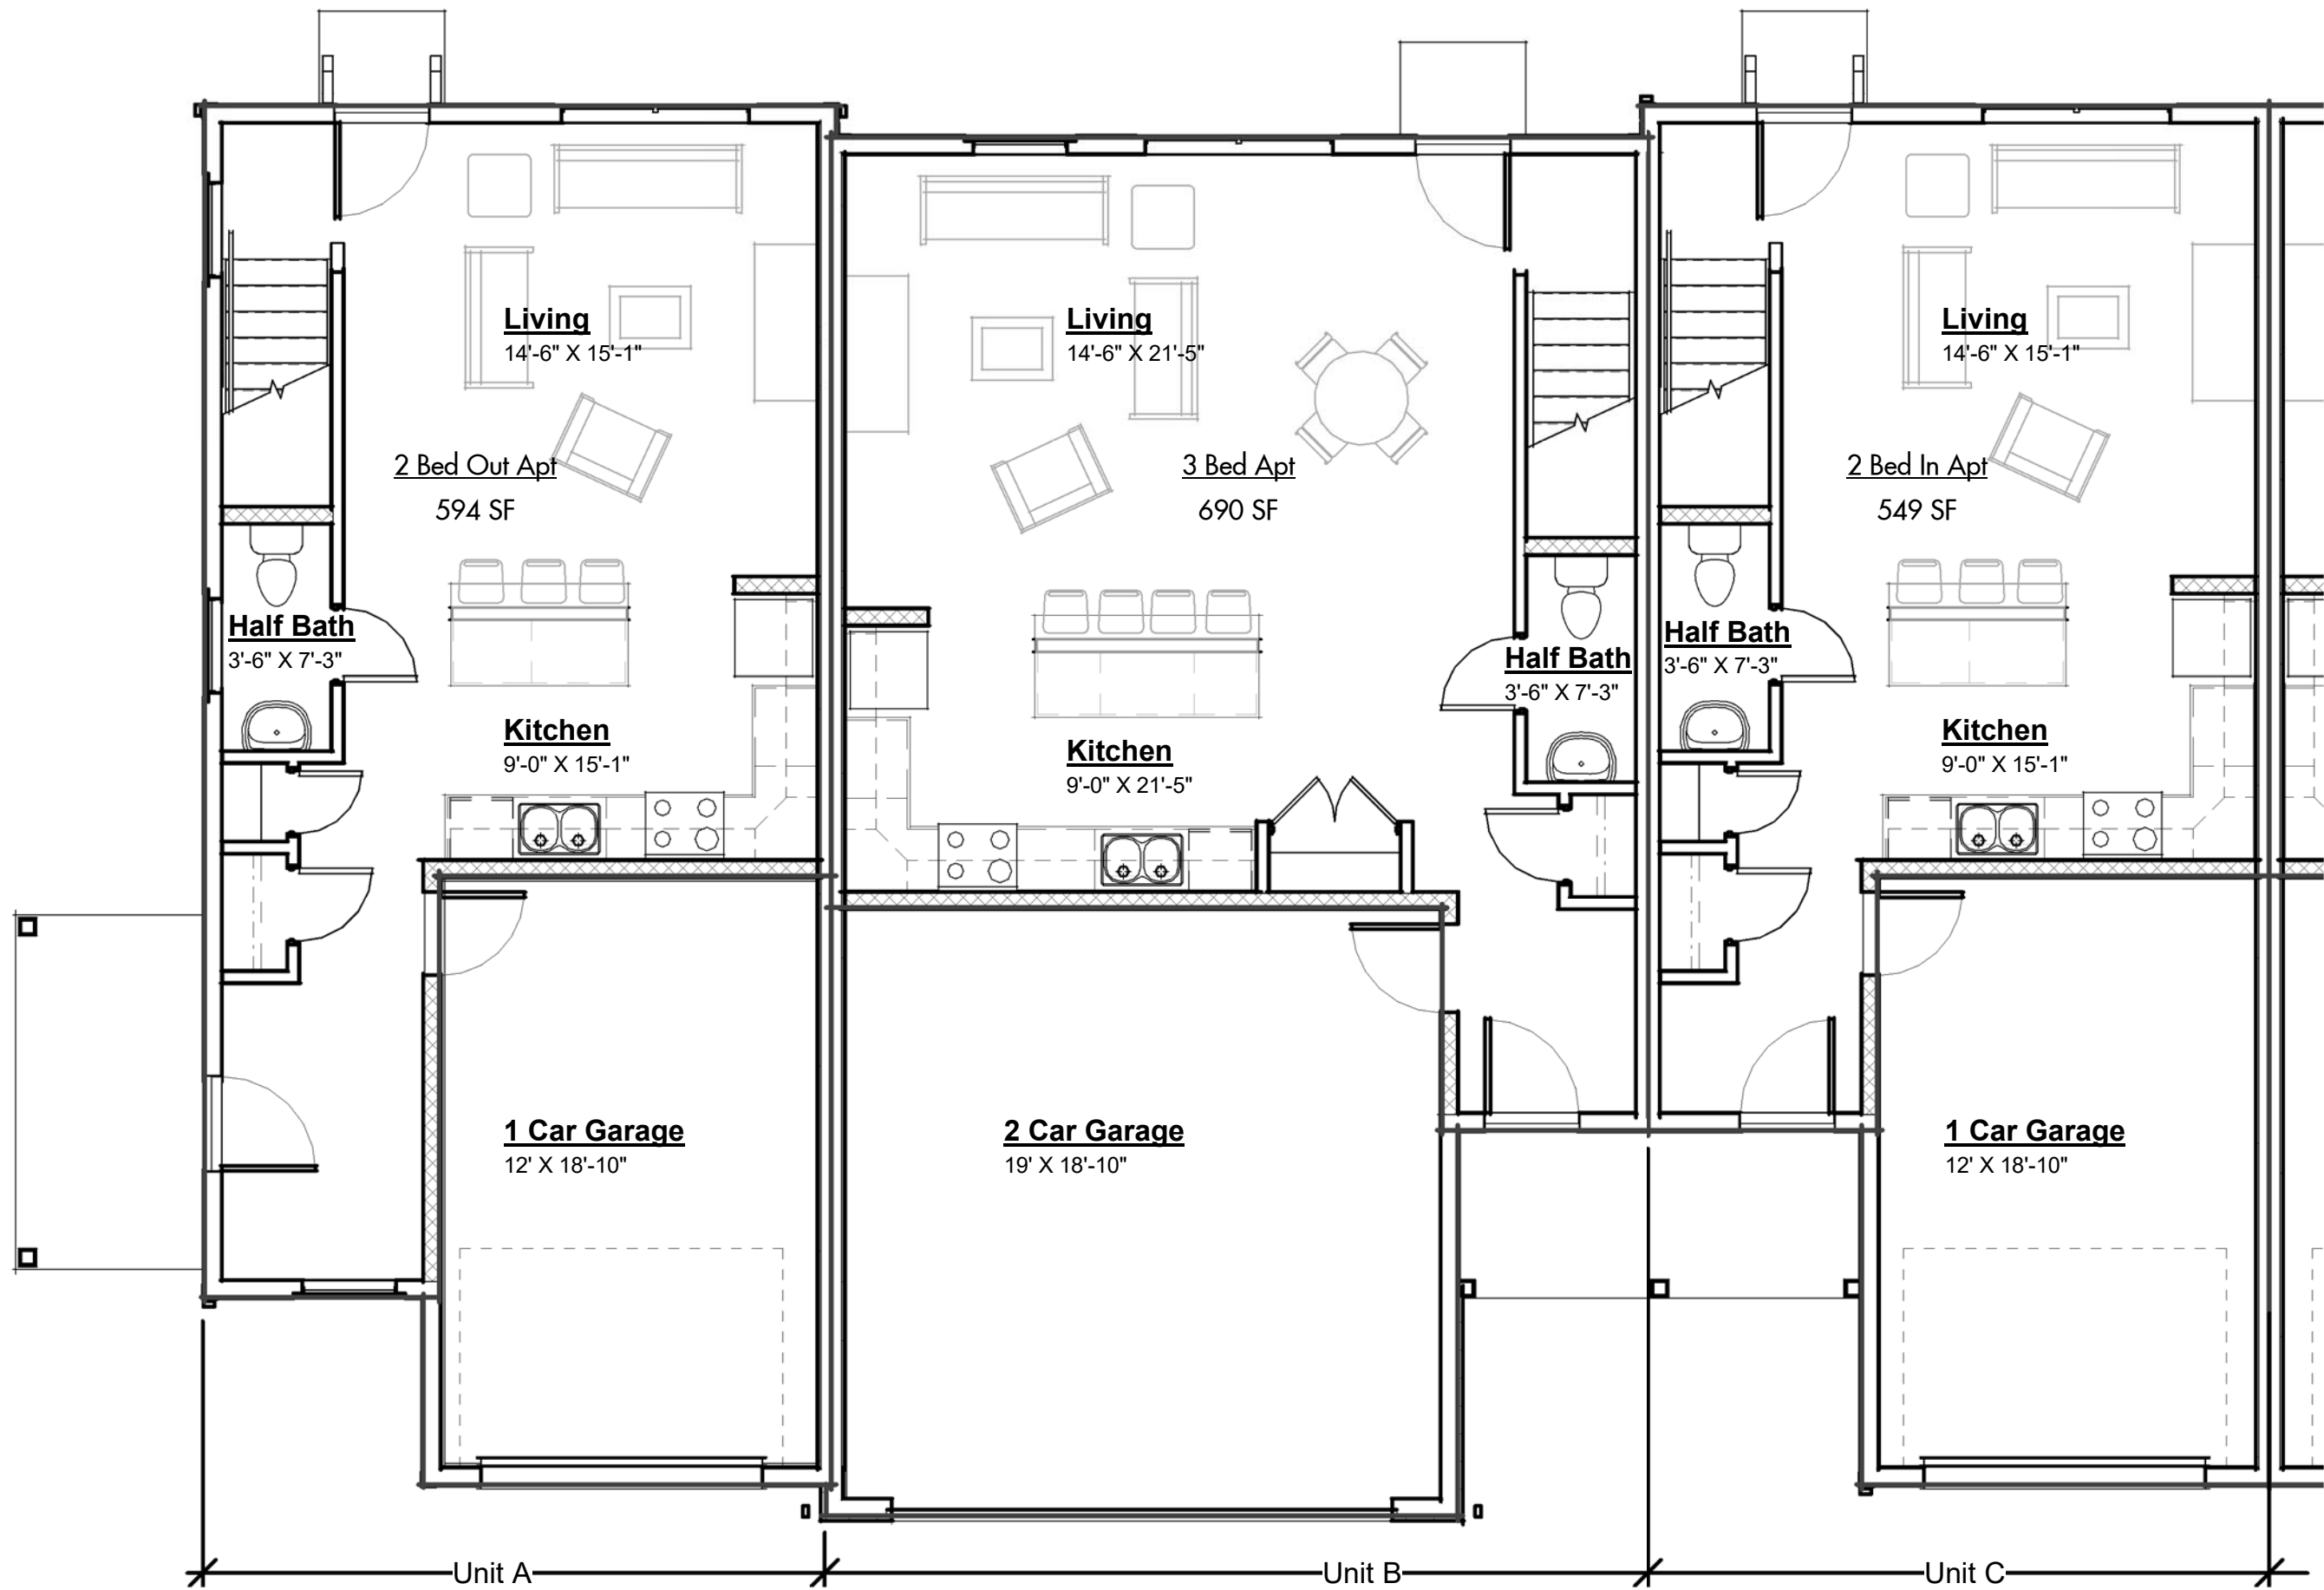 Living
14'-6" X 15'-1"
2 Bed Out Apt
594 SF
Half Bath
3'-6" X 7'-3"
Kitchen
9'-0" X 15'-1"
1 Car Garage
12' X 18'-10"
Unit A
Living
14'-6" X 21'-5"
3 Bed Apt
690 SF
Half Bath
3'-6" X 7'-3"
Kitchen
9'-0" X 21'-5"
2 Car Garage
19' X 18'-10"
Unit B
Living
14'-6" X 15'-1"
2 Bed In Apt
549 SF
Half Bath
3'-6" X 7'-3"
Kitchen
9'-0" X 15'-1"
1 Car Garage
12' X 18'-10"
Unit C